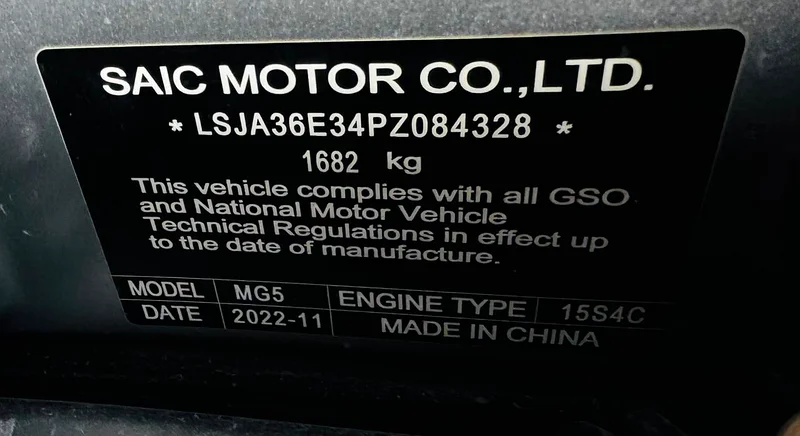 SAIC MOTOR CO.,LTD.
* LSJA36E34PZ084328 *
1682 kg
This vehicle complies with all GSO
and National Motor Vehicle
Technical Regulations in effect up
to the date of manufacture.
MODEL MG5 ENGINE TYPE 15S4C
DATE 2022-11 MADE IN CHINA